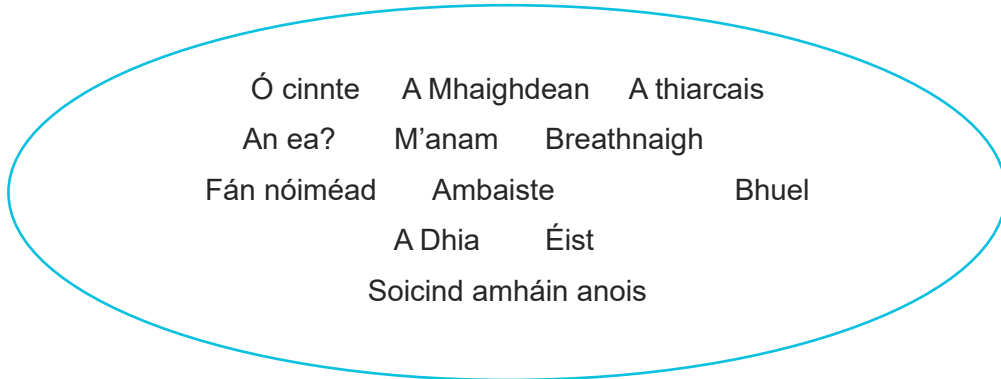 Ó cinnte A Mhaighdean A thiarcais
An ea? M’anam Breathnaigh
Fán nóiméad Ambaiste Bhuel
A Dhia Éist
Soicind amháin anois